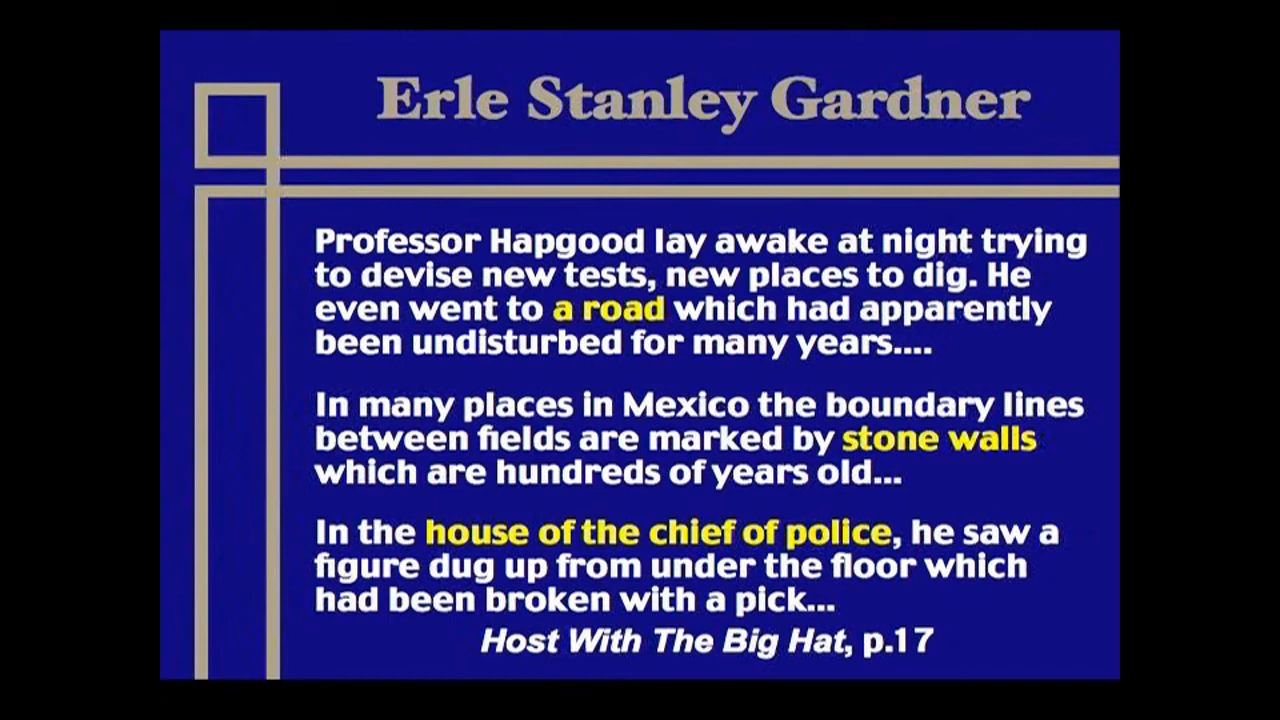 Erle Stanley Gardner
Professor Hapgood lay awake at night trying
to devise new tests, new places to dig. He
even went to a road which had apparently
been undisturbed for many years....
In many places in Mexico the boundary lines
between fields are marked by stone walls
which are hundreds of years old...
In the house of the chief of police, he saw a
figure dug up from under the floor which
had been broken with a pick...
Host With The Big Hat, p.17